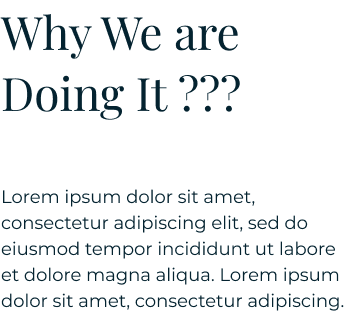 Why We are
Doing It ???
Lorem ipsum dolor sit amet,
consectetur adipiscing elit, sed do
eiusmod tempor incididunt ut labore
et dolore magna aliqua. Lorem ipsum
dolor sit amet, consectetur adipiscing.